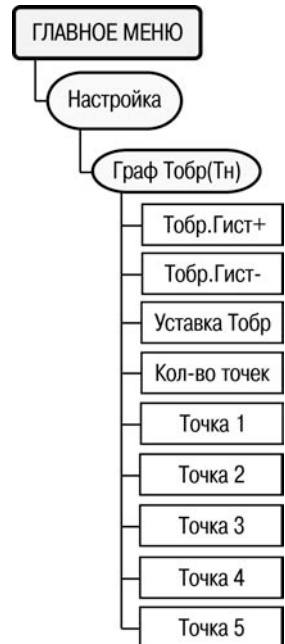 ГЛАВНОЕ МЕНЮ
Настройка
Граф Тобр(Тн)
Тобр.Гист+
Тобр.Гист-
Уставка Тобр
Кол-во точек
Точка 1
Точка 2
Точка 3
Точка 4
Точка 5